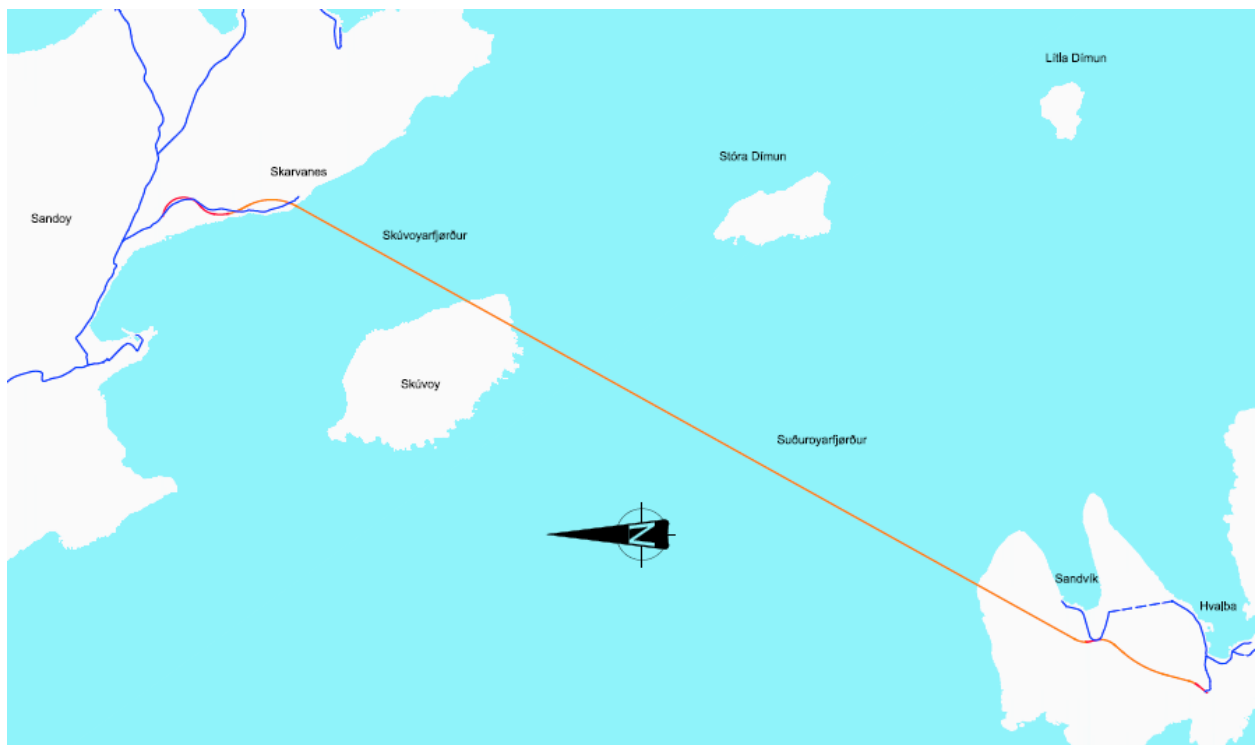 Lítla Dímun
Stóra Dímun
Skarvanes
Sandoy
Skúvoyarfjørður
Skúvoy
Suðuroyarfjørður
N
Sandvík
Hvalba